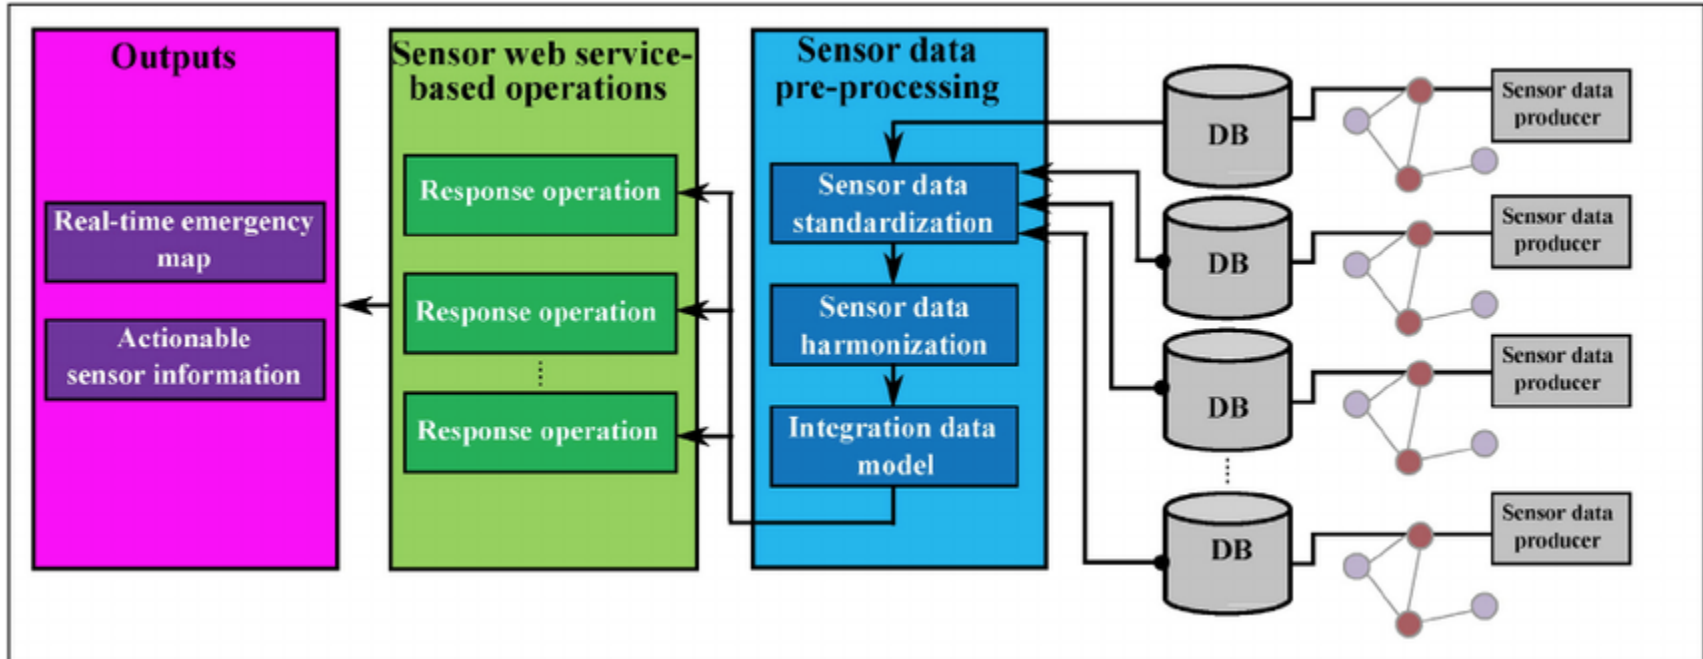 Outputs
Real-time emergency
map
Actionable
sensor information
Sensor web service-
based operations
Response operation
Response operation
Response operation
Sensor data
pre-processing
Sensor data
standardization
Sensor data
harmonization
Integration data
model
DB
DB
DB
DB
Sensor data
producer
Sensor data
producer
Sensor data
producer
Sensor data
producer